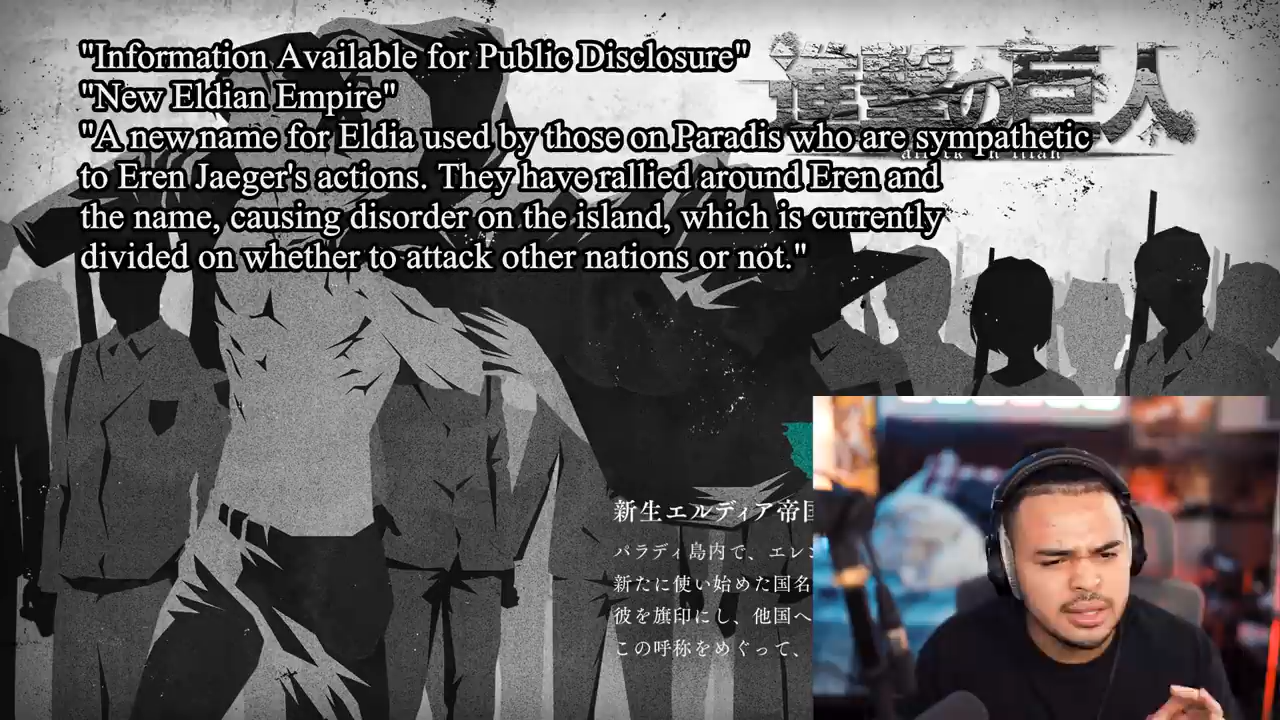 "Information Available for Public Disclosure"
進撃の巨人
"New Eldian Empire"
"A new name for Eldia used by those on Paradis who are sympathetic
attack on titan
to Eren Jaeger's actions. They have rallied around Eren and
the name, causing disorder on the island, which is currently
divided on whether to attack other nations or not."
新生エルディア帝国
パラディ島内で、エレン
新たに使い始めた国名
彼を旗印にし、他国へ
この呼称をめぐって、